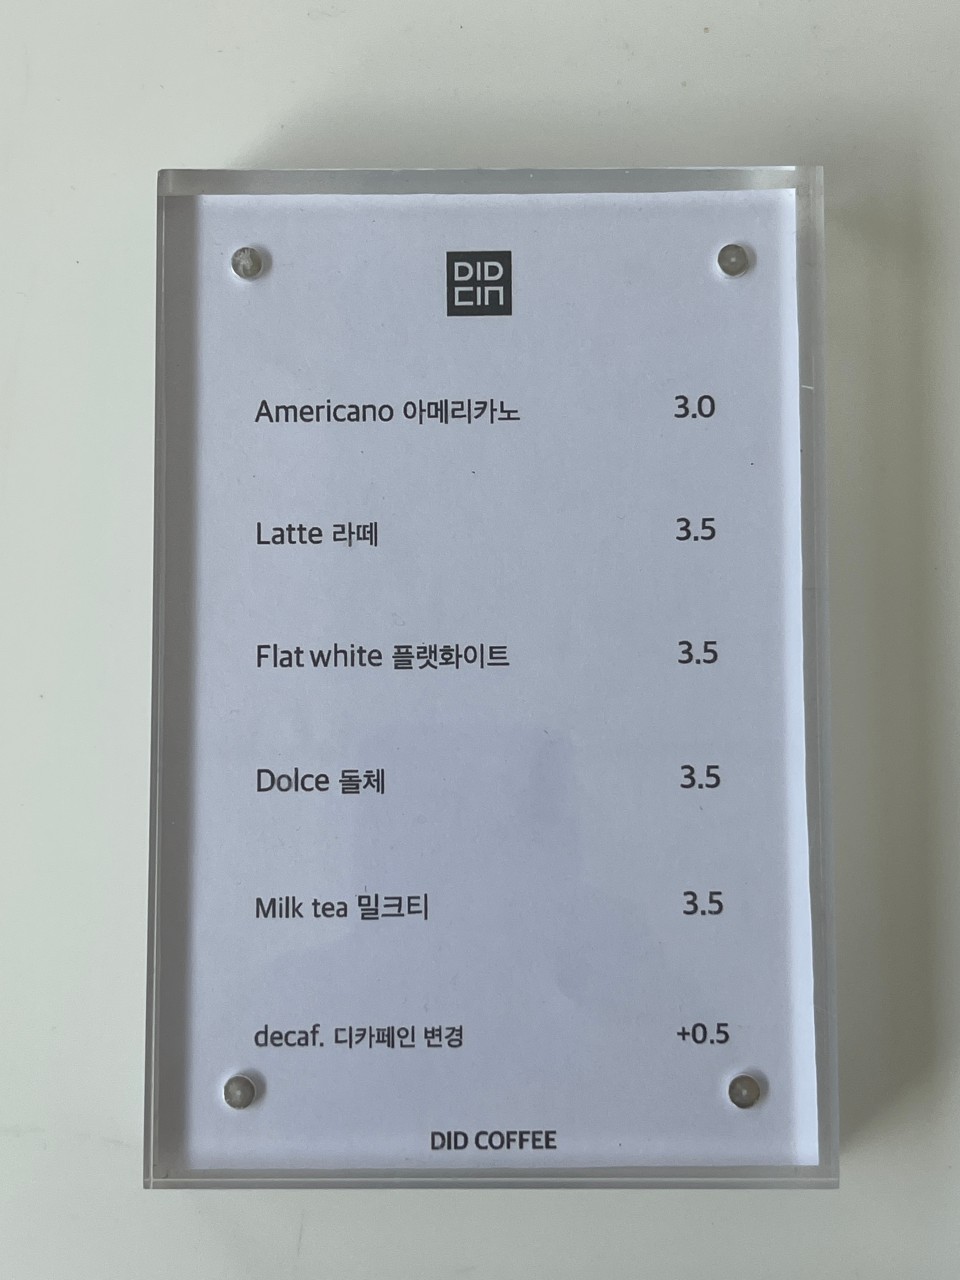 DID
디다
Americano 아메리카노 3.0
Latte 라떼 3.5
Flat white 플랫화이트 3.5
Dolce 돌체 3.5
Milk tea 밀크티 3.5
decaf. 디카페인 변경 +0.5
DID COFFEE